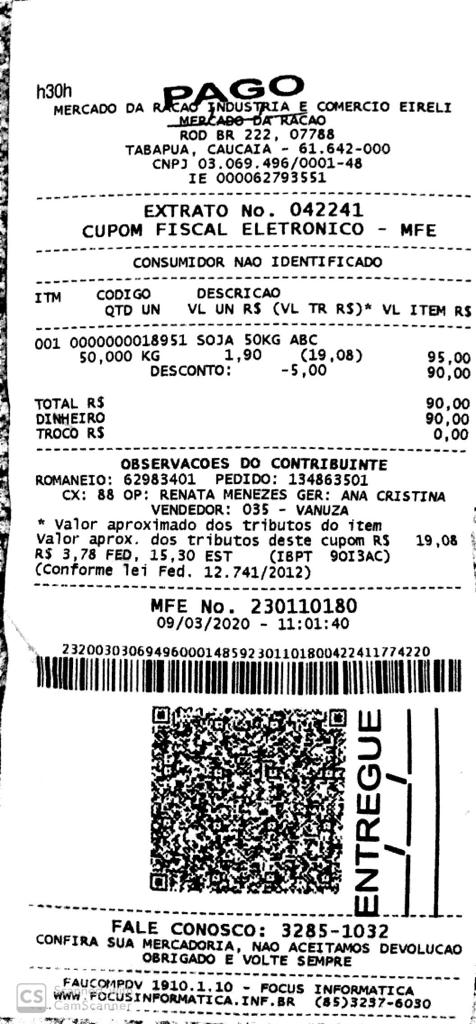 h30h
PAGO
MERCADO DA RACAO INDUSTRIA E COMERCIO EIRELI
MERCADO DA RACAO
ROD BR 222, 07788
TABAPUA, CAUCAIA - 61.642-000
CNPJ 03.069.496/0001-48
IE 000062793551
EXTRATO No. 042241
CUPOM FISCAL ELETRONICO - MFE
CONSUMIDOR NAO IDENTIFICADO
ITM CODIGO DESCRICAO
QTD UN VL UN R$ (VL TR R$)* VL ITEM R$
001 0000000018951 SOJA 50KG ABC
50,000 KG 1,90 (19,08) 95,00
DESCONTO: -5,00 90,00
TOTAL R$ 90,00
DINHEIRO 90,00
TROCO R$ 0,00
OBSERVACOES DO CONTRIBUINTE
ROMANEIO: 62983401 PEDIDO: 134863501
CX: 88 OP: RENATA MENEZES GER: ANA CRISTINA
VENDEDOR: 035 - VANUZA
* Valor aproximado dos tributos do item
Valor aprox. dos tributos deste cupom R$ 19,08
R$ 3,78 FED, 15,30 EST (IBPT 90I3AC)
(Conforme lei Fed. 12.741/2012)
MFE No. 230110180
09/03/2020 - 11:01:40
23200303069496000148592301101800422411774220
ENTREGUE __/__/__
FALE CONOSCO: 3285-1032
CONFIRA SUA MERCADORIA, NAO ACEITAMOS DEVOLUCAO
OBRIGADO E VOLTE SEMPRE
FAUCOMPDV 1910.1.10 - FOCUS INFORMATICA
WWW.FOCUSINFORMATICA.INF.BR (85)3237-6030
CS
CamScanner